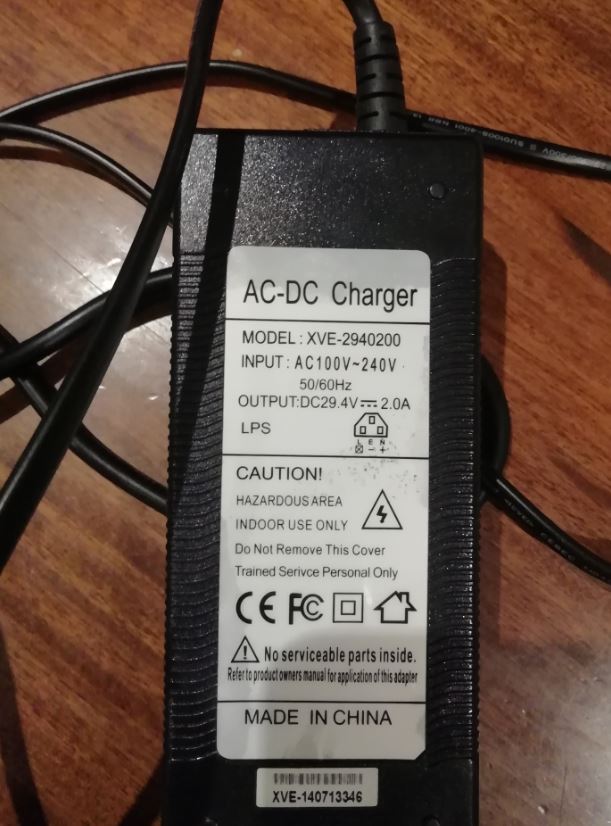 AC-DC Charger
MODEL : XVE-2940200
INPUT : AC100V~240V
50/60Hz
OUTPUT:DC29.4V⎓2.0A
LPS
L E N
CAUTION!
HAZARDOUS AREA
INDOOR USE ONLY
Do Not Remove This Cover
Trained Serivce Personal Only
CE FC
No serviceable parts inside.
Refer to product owners manual for application of this adapter
MADE IN CHINA
XVE-140713346